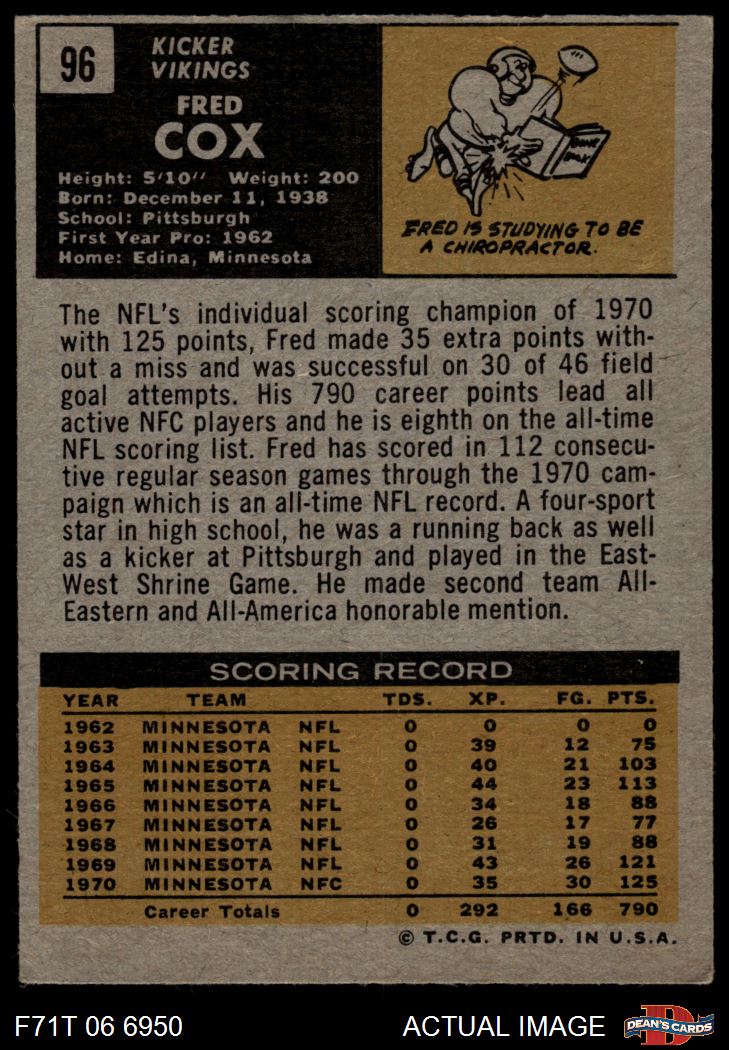 96
KICKER
VIKINGS
FRED
COX
Height: 5'10" Weight: 200
Born: December 11, 1938
School: Pittsburgh
First Year Pro: 1962
Home: Edina, Minnesota
FRED IS STUDYING TO BE
A CHIROPRACTOR.
The NFL's individual scoring champion of 1970
with 125 points, Fred made 35 extra points with-
out a miss and was successful on 30 of 46 field
goal attempts. His 790 career points lead all
active NFC players and he is eighth on the all-time
NFL scoring list. Fred has scored in 112 consecu-
tive regular season games through the 1970 cam-
paign which is an all-time NFL record. A four-sport
star in high school, he was a running back as well
as a kicker at Pittsburgh and played in the East-
West Shrine Game. He made second team All-
Eastern and All-America honorable mention.
SCORING RECORD
YEAR TEAM TDS. XP. FG. PTS.
1962 MINNESOTA NFL 0 0 0 0
1963 MINNESOTA NFL 0 39 12 75
1964 MINNESOTA NFL 0 40 21 103
1965 MINNESOTA NFL 0 44 23 113
1966 MINNESOTA NFL 0 34 18 88
1967 MINNESOTA NFL 0 26 17 77
1968 MINNESOTA NFL 0 31 19 88
1969 MINNESOTA NFL 0 43 26 121
1970 MINNESOTA NFC 0 35 30 125
Career Totals 0 292 166 790
© T.C.G. PRTD. IN U.S.A.
F71T 06 6950 ACTUAL IMAGE DEAN'S CARDS